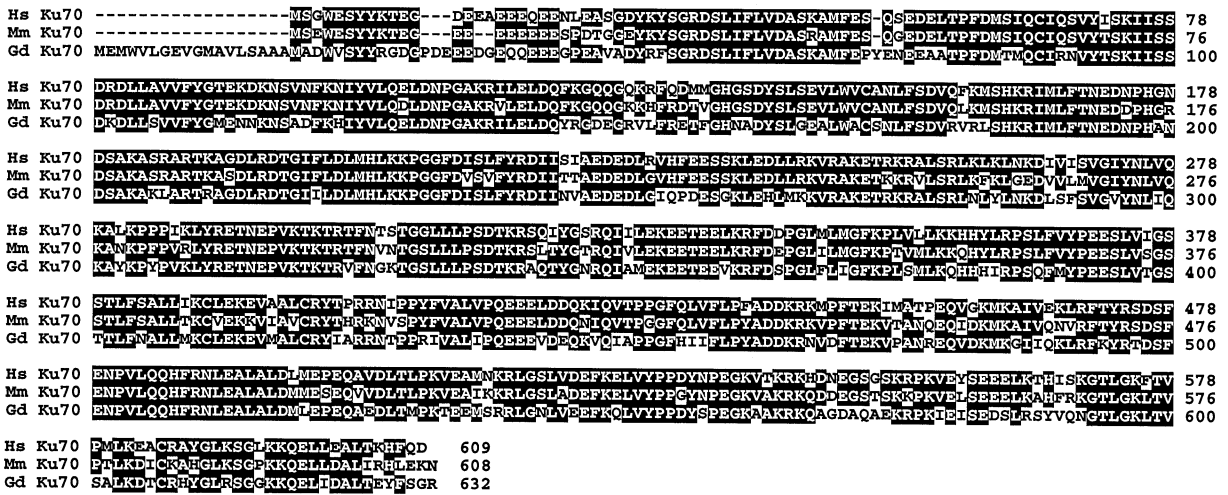 Hs Ku70 ------------------MSGWESYYKTEG---DEEAEEEQEENLEASGDYKYSGRDSLIFLVDASKAMFES-QSEDELTPFDMSIQCIQSVYISKIISS 78
Mm Ku70 ------------------MSEWESYYKTEG---EE--EEEEEESPDTGGEYKYSGRDSLIFLVDASRAMFES-QGEDELTPFDMSIQCIQSVYTSKIISS 76
Gd Ku70 MEMWVLGEVGMAVLSAAAMADWVSYYRGDGPDEEEDGEQQEEEGPEAVADYRFSGRDSLIFLVDASKAMFEPYENEEAATPFDMTMQCIRNVYTSKIISS 100
Hs Ku70 DRDLLAVVFYGTEKDKNSVNFKNIYVLQELDNPGAKRILELDQFKGQQGQKRFQDMMGHGSDYSLSEVLWVCANLFSDVQFKMSHKRIMLFTNEDNPHGN 178
Mm Ku70 DRDLLAVVFYGTEKDKNSVNFKNIYVLQDLDNPGAKRVLELDQFKGQQGKKHFRDTVGHGSDYSLSEVLWVCANLFSDVQLKMSHKRIMLFTNEDDPHGR 176
Gd Ku70 DKDLLSVVFYGMENNKNSADFKHIYVLQELDNPGAKRILELDQYRGDEGRVLFRETFGHNADYSLGEALWACSNLFSDVRVRLSHKRIMLFTNEDNPHAN 200
Hs Ku70 DSAKASRARTKAGDLRDTGIFLDLMHLKKPGGFDISLFYRDIISIAEDEDLRVHFEESSKLEDLLRKVRAKETRKRALSRLKLKLNKDIVISVGIYNLVQ 278
Mm Ku70 DSAKASRARTKASDLRDTGIFLDLMHLKKPGGFDVSVFYRDIITTAEDEDLGVHFEESSKLEDLLRKVRAKETKKRVLSRLKFKLGEDVVLMVGIYNLVQ 276
Gd Ku70 DSAKAKLARTRAGDLRDTGIILDLMHLKKPGGFDISLFYRDIINVAEDEDLGIQPDESGKLEHLMKKVRAKETRKRALSRLNLYLNKDLSFSVGVYNLIQ 300
Hs Ku70 KALKPPPIKLYRETNEPVKTKTRTFNTSTGGLLLPSDTKRSQIYGSRQIILEKEETEELKRFDDPGLMLMGFKPLVLLKKHHYLRPSLFVYPEESLVIGS 378
Mm Ku70 KANKPFPVRLYRETNEPVKTKTRTFNVNTGSLLLPSDTKRSLTYGTRQIVLEKEETEELKRFDEPGLILMGFKPTVMLKKQHYLRPSLFVYPEESLVSGS 376
Gd Ku70 KAYKPYPVKLYRETNEPVKTKTRVFNGKTGSLLLPSDTKRAQTYGNRQIAMEKEETEEVKRFDSPGLFLIGFKPLSMLKQHHHIRPSQFMYPEESLVTGS 400
Hs Ku70 STLFSALLIKCLEKEVAALCRYTPRRNIPPYFVALVPQEEELDDQKIQVTPPGFQLVFLPFADDKRKMPFTEKIMATPEQVGKMKAIVEKLRFTYRSDSF 478
Mm Ku70 STLFSALLTKCVEKKVIAVCRYTHRKNVSPYFVALVPQEEELDDQNIQVTPGGFQLVFLPYADDKRKVPFTEKVTANQEQIDKMKAIVQNVRFTYRSDSF 476
Gd Ku70 TTLFNALLMKCLEKEVMALCRYIARRNTPPRIVALIPQEEEVDEQKVQIAPPGFHIIFLPYADDKRNVDFTEKVPANREQVDKMKGIIQKLRFKYRTDSF 500
Hs Ku70 ENPVLQQHFRNLEALALDLMEPEQAVDLTLPKVEAMNKRLGSLVDEFKELVYPPDYNPEGKVTKRKHDNEGSGSKRPKVEYSEEELKTHISKGTLGKFTV 578
Mm Ku70 ENPVLQQHFRNLEALALDMMESEQVVDLTLPKVEAIKKRLGSLADEFKELVYPPGYNPEGKVAKRKQDDEGSTSKKPKVELSEEELKAHFRKGTLGKLTV 576
Gd Ku70 ENPVLQQHFRNLEALALDMLEPEQAEDLTMPKTEEMSRRLGNLVEEFKQLVYPPDYSPEGKAAKRKQAGDAQAEKRPKIEISEDSLRSYVQNGTLGKLTV 600
Hs Ku70 PMLKEACRAYGLKSGLKKQELLEALTKHFQD 609
Mm Ku70 PTLKDICKAHGLKSGPKKQELLDALIRHLEKN 608
Gd Ku70 SALKDTCRHYGLRSGGKKQELIDALTEYFSGR 632